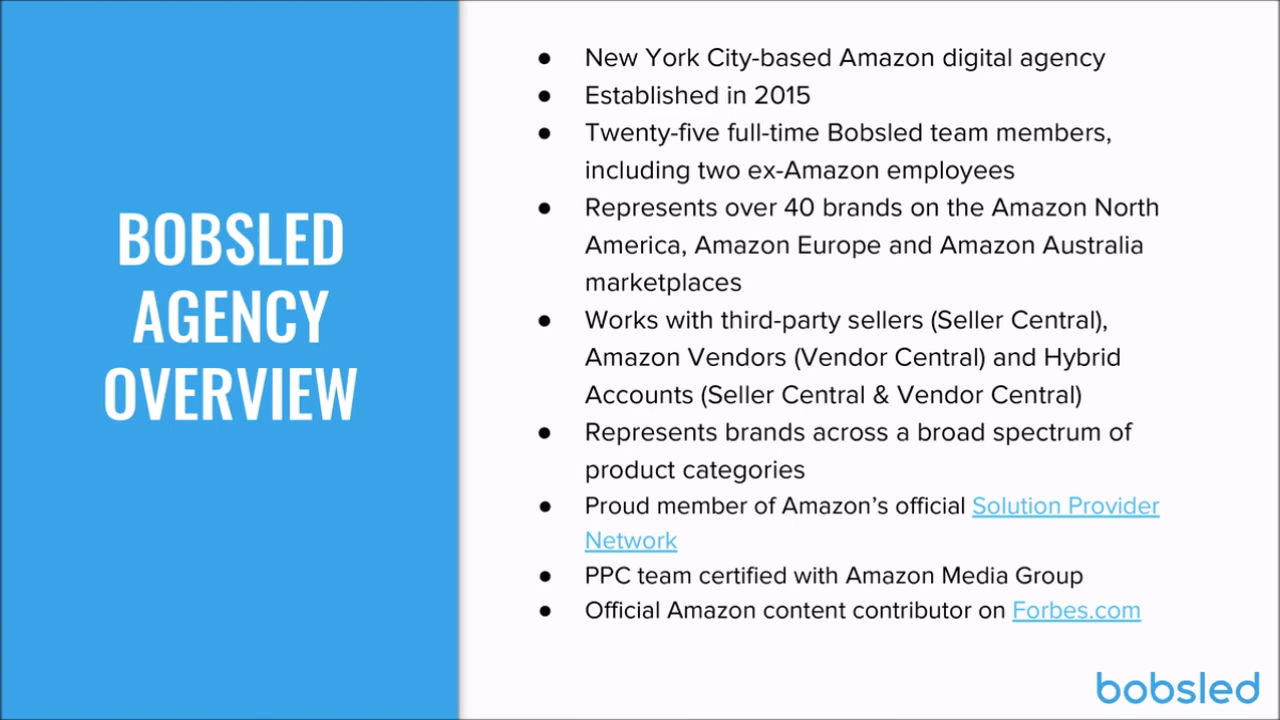 BOBSLED
AGENCY
OVERVIEW
● New York City-based Amazon digital agency
● Established in 2015
● Twenty-five full-time Bobsled team members,
including two ex-Amazon employees
● Represents over 40 brands on the Amazon North
America, Amazon Europe and Amazon Australia
marketplaces
● Works with third-party sellers (Seller Central),
Amazon Vendors (Vendor Central) and Hybrid
Accounts (Seller Central & Vendor Central)
● Represents brands across a broad spectrum of
product categories
● Proud member of Amazon’s official Solution Provider
Network
● PPC team certified with Amazon Media Group
● Official Amazon content contributor on Forbes.com
bobsled